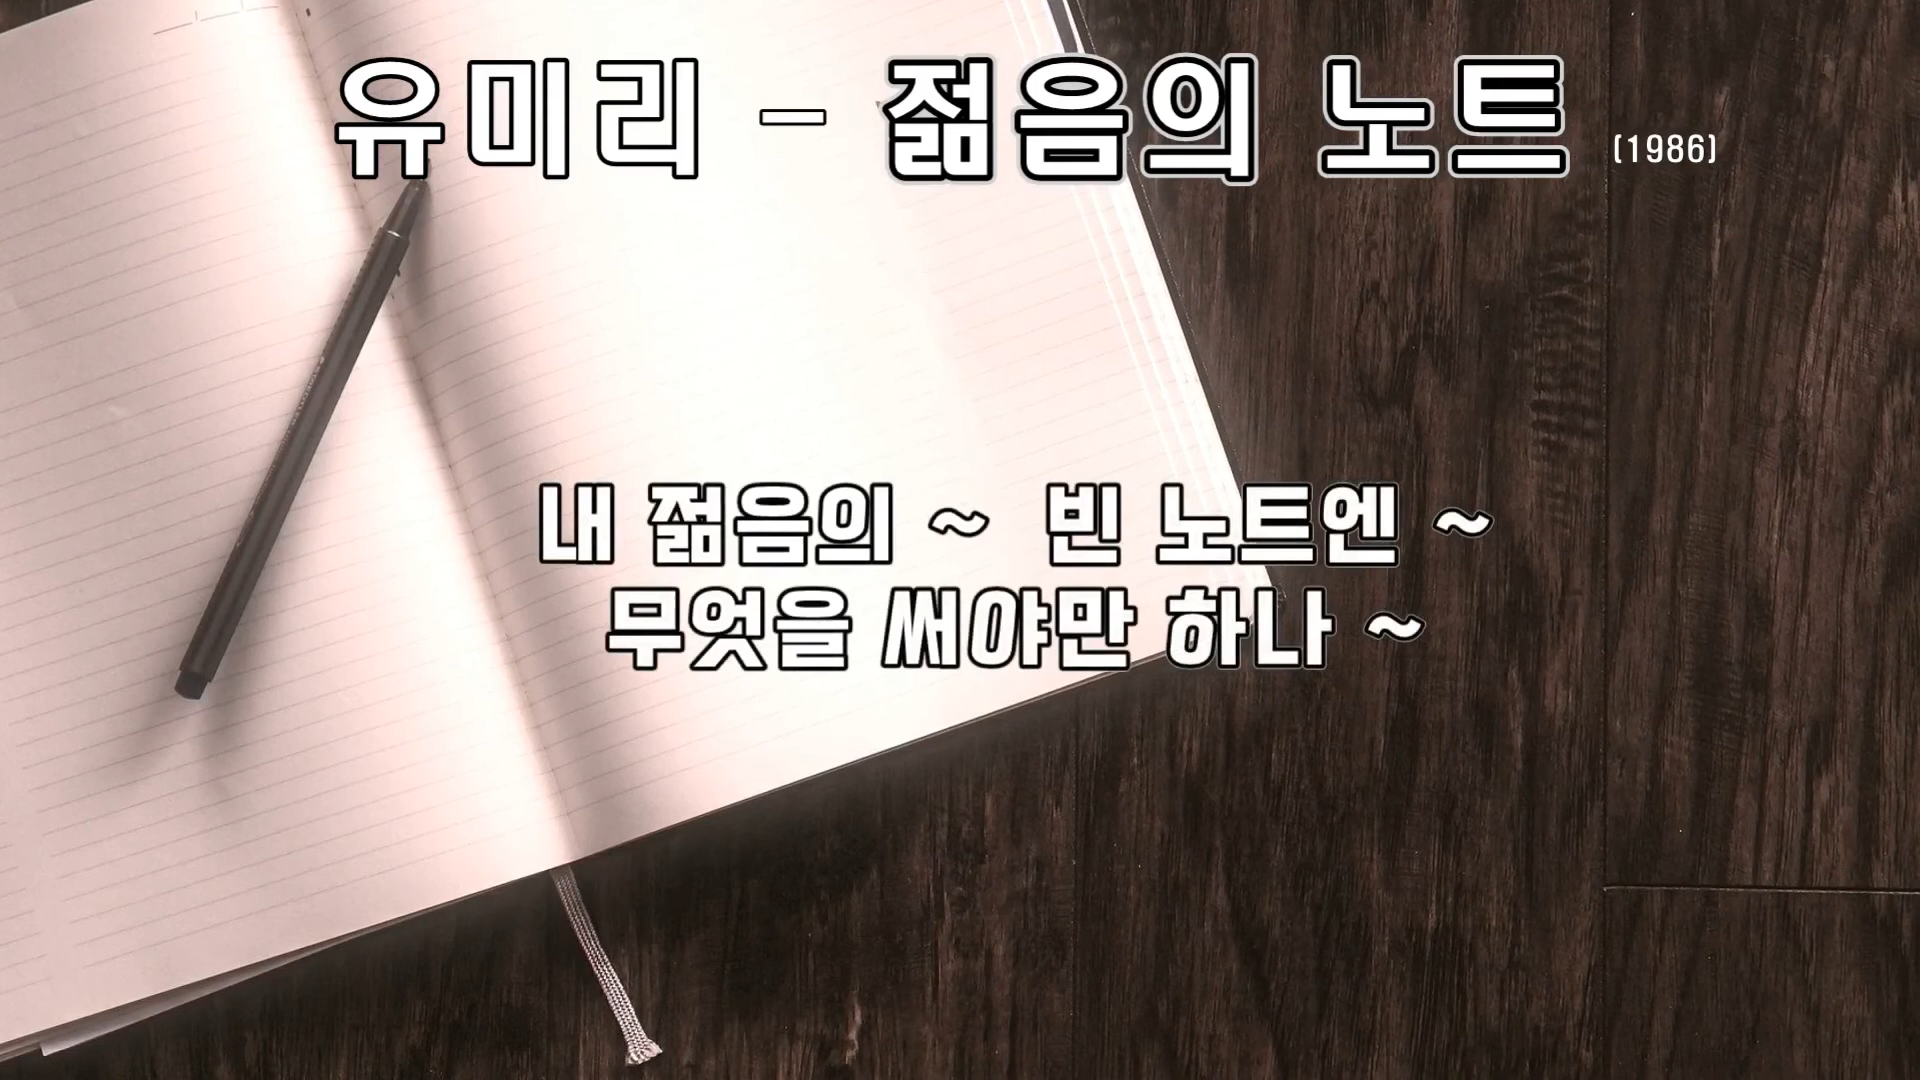 유미리 - 젊음의 노트 (1986)
내 젊음의 ~ 빈 노트엔 ~
무엇을 써야만 하나 ~